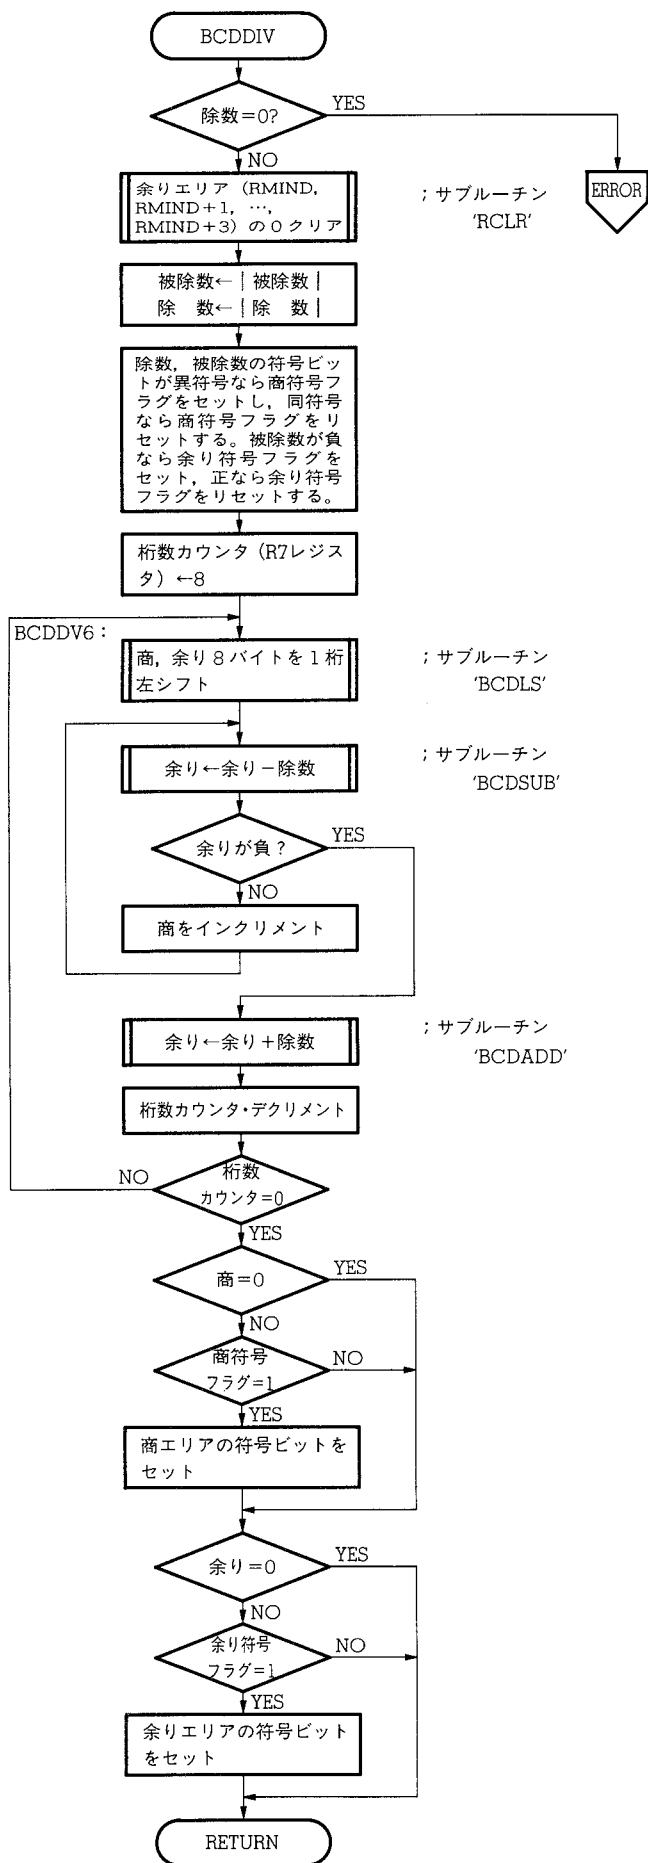 BCDDIV
除数=0?
YES
NO
ERROR
余りエリア (RMIND,
RMIND+1, …,
RMIND+3) の0クリア
；サブルーチン
'RCLR'
被除数←｜被除数｜
除　数←｜除　数｜
除数，被除数の符号ビッ
トが異符号なら商符号フ
ラグをセットし，同符号
なら商符号フラグをリ
セットする。被除数が負
なら余り符号フラグを
セット，正なら余り符号
フラグをリセットする。
桁数カウンタ (R7レジス
タ) ←8
BCDDV6：
商，余り8バイトを1桁
左シフト
；サブルーチン
'BCDLS'
余り←余り－除数
；サブルーチン
'BCDSUB'
余りが負？
YES
NO
商をインクリメント
余り←余り＋除数
；サブルーチン
'BCDADD'
桁数カウンタ・デクリメント
桁数
カウンタ=0
NO
YES
商=0
YES
NO
商符号
フラグ=1
NO
YES
商エリアの符号ビットを
セット
余り=0
YES
NO
余り符号
フラグ=1
NO
YES
余りエリアの符号ビット
をセット
RETURN